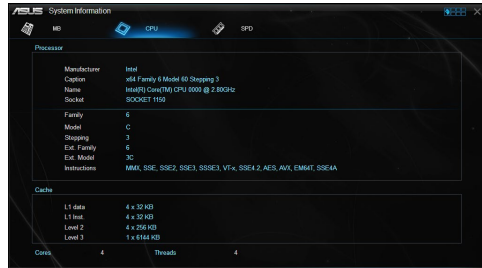 ASUS System Information
MB CPU SPD
Processor
Manufacturer Intel
Caption x64 Family 6 Model 60 Stepping 3
Name Intel(R) Core(TM) CPU 0000 @ 2.80GHz
Socket SOCKET 1150
Family 6
Model C
Stepping 3
Ext. Family 6
Ext. Model 3C
Instructions MMX, SSE, SSE2, SSE3, SSSE3, VT-x, SSE4.2, AES, AVX, EM64T, SSE4A
Cache
L1 data 4 x 32 KB
L1 Inst. 4 x 32 KB
Level 2 4 x 256 KB
Level 3 1 x 6144 KB
Cores 4 Threads 4